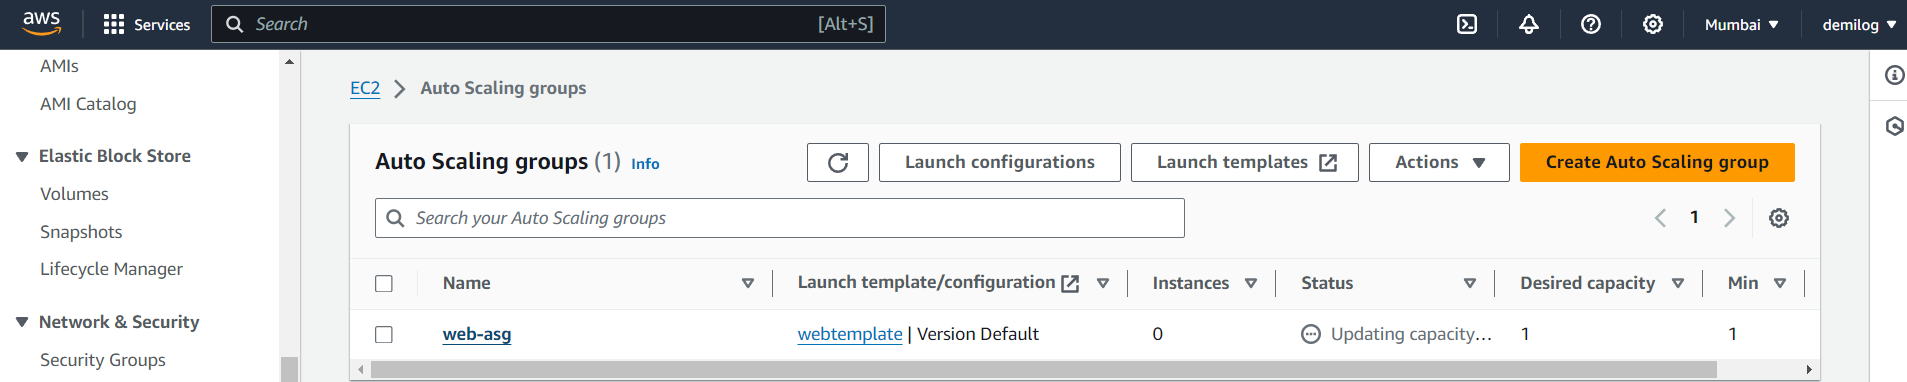 aws Services Search [Alt+S] Mumbai demilog
AMIs
AMI Catalog
Elastic Block Store
Volumes
Snapshots
Lifecycle Manager
Network & Security
Security Groups
EC2 Auto Scaling groups
Auto Scaling groups (1) Info Launch configurations Launch templates Actions Create Auto Scaling group
Search your Auto Scaling groups 1
Name Launch template/configuration Instances Status Desired capacity Min
web-asg webtemplate | Version Default 0 Updating capacity... 1 1